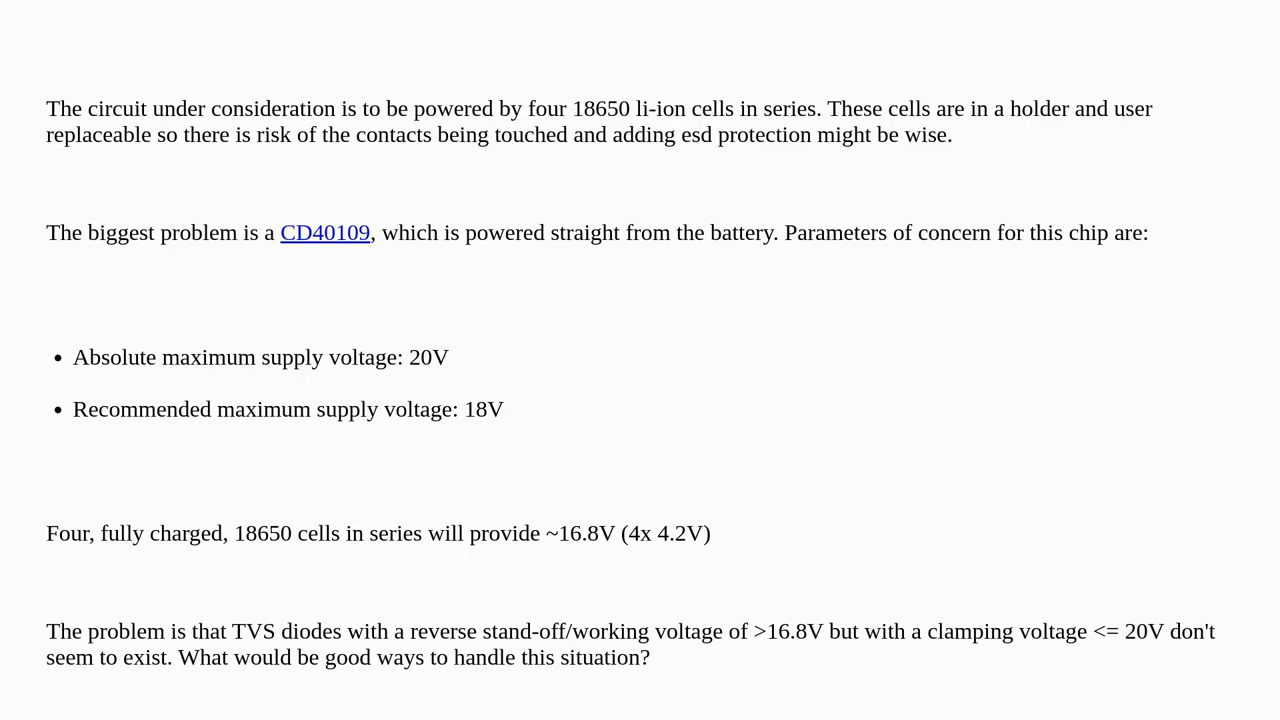 The circuit under consideration is to be powered by four 18650 li-ion cells in series. These cells are in a holder and user
replaceable so there is risk of the contacts being touched and adding esd protection might be wise.
The biggest problem is a CD40109, which is powered straight from the battery. Parameters of concern for this chip are:
• Absolute maximum supply voltage: 20V
• Recommended maximum supply voltage: 18V
Four, fully charged, 18650 cells in series will provide ~16.8V (4x 4.2V)
The problem is that TVS diodes with a reverse stand-off/working voltage of >16.8V but with a clamping voltage <= 20V don't
seem to exist. What would be good ways to handle this situation?